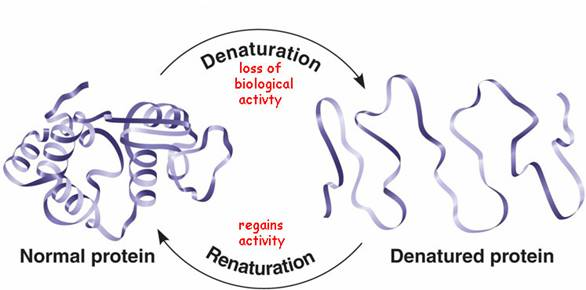 Denaturation
loss of
biological
activty
regains
activity
Normal protein
Renaturation
Denatured protein